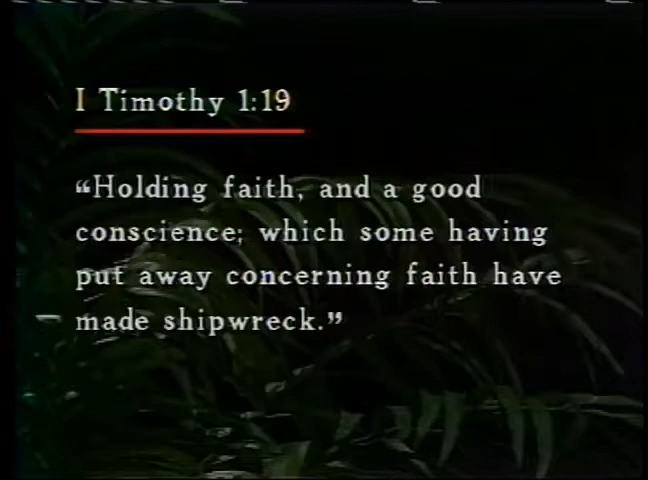 I Timothy 1:19
“Holding faith, and a good
conscience; which some having
put away concerning faith have
made shipwreck.”